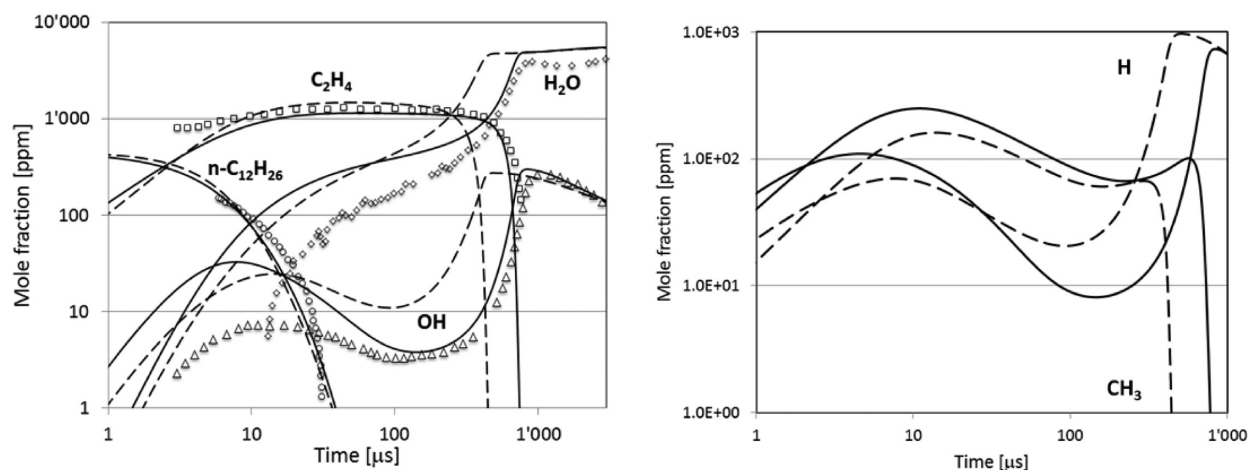 10'000
1'000
100
10
1
Mole fraction [ppm]
C2H4
H2O
n-C12H26
OH
1 10 100 1'000
Time [μs]
1.0E+03
1.0E+02
1.0E+01
1.0E+00
Mole fraction [ppm]
H
CH3
1 10 100 1'000
Time [μs]